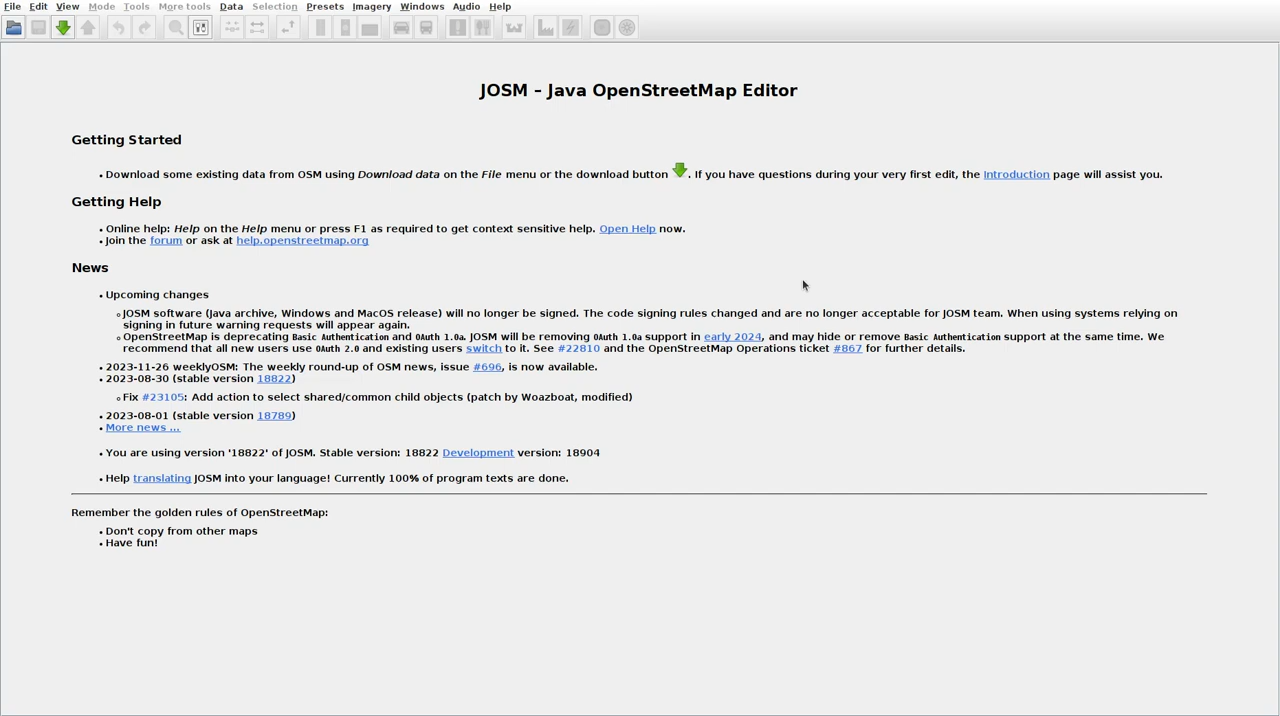 File Edit View Mode Tools More tools Data Selection Presets Imagery Windows Audio Help
JOSM – Java OpenStreetMap Editor
Getting Started
• Download some existing data from OSM using Download data on the File menu or the download button . If you have questions during your very first edit, the Introduction page will assist you.
Getting Help
• Online help: Help on the Help menu or press F1 as required to get context sensitive help. Open Help now.
• Join the forum or ask at help.openstreetmap.org
News
• Upcoming changes
◦ JOSM software (Java archive, Windows and MacOS release) will no longer be signed. The code signing rules changed and are no longer acceptable for JOSM team. When using systems relying on
signing in future warning requests will appear again.
◦ OpenStreetMap is deprecating Basic Authentication and OAuth 1.0a. JOSM will be removing OAuth 1.0a support in early 2024, and may hide or remove Basic Authentication support at the same time. We
recommend that all new users use OAuth 2.0 and existing users switch to it. See #22810 and the OpenStreetMap Operations ticket #867 for further details.
• 2023-11-26 weeklyOSM: The weekly round-up of OSM news, issue #696, is now available.
• 2023-08-30 (stable version 18822)
◦ Fix #23105: Add action to select shared/common child objects (patch by Woazboat, modified)
• 2023-08-01 (stable version 18789)
• More news ...
• You are using version '18822' of JOSM. Stable version: 18822 Development version: 18904
• Help translating JOSM into your language! Currently 100% of program texts are done.
Remember the golden rules of OpenStreetMap:
• Don't copy from other maps
• Have fun!